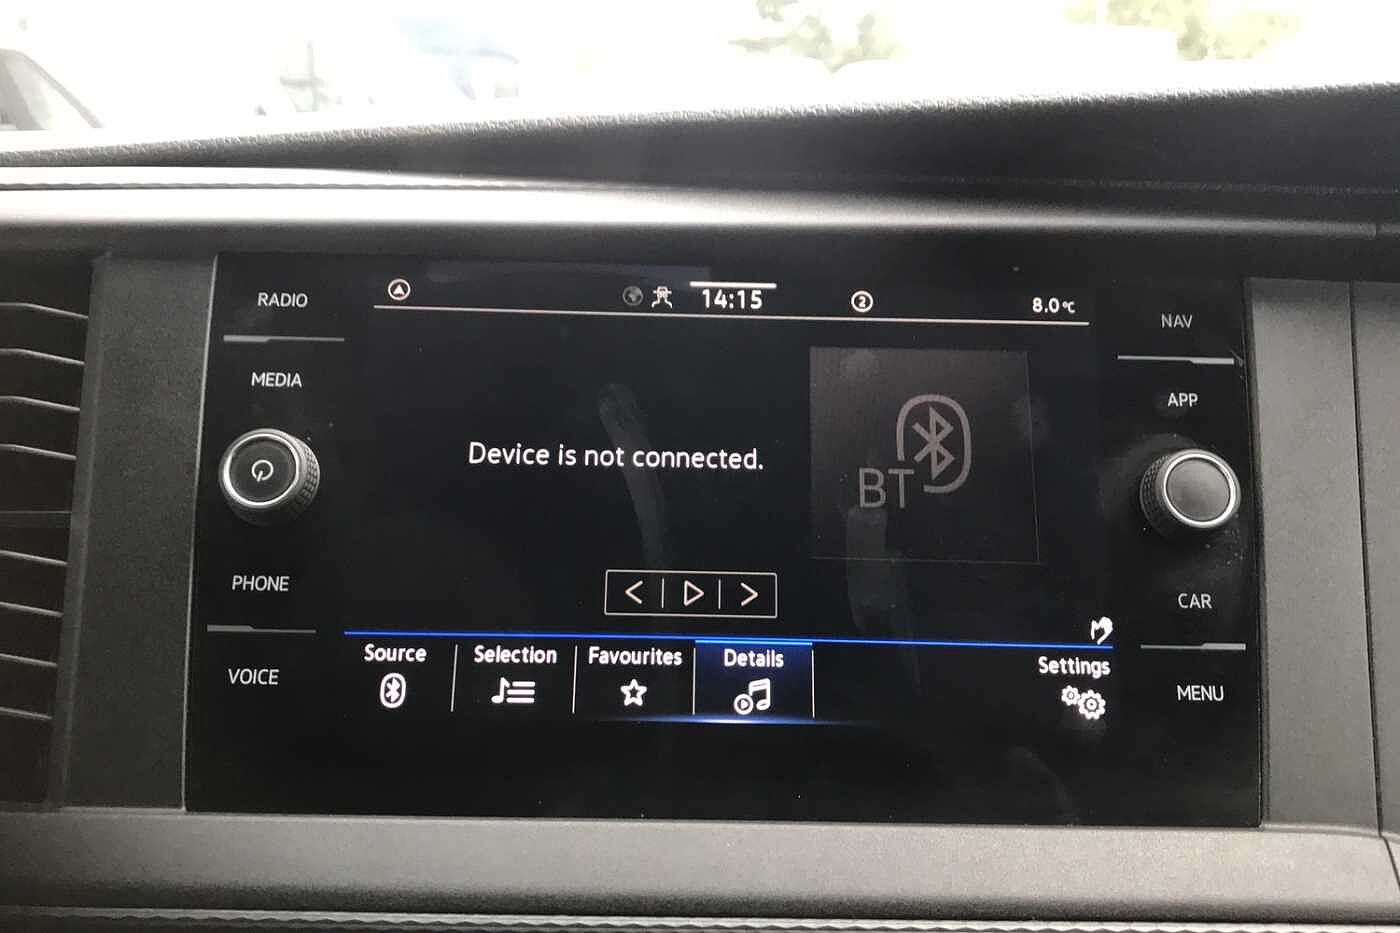 RADIO
MEDIA
PHONE
VOICE
14:15
2
8.0°C
Device is not connected.
BT
Source
Selection
Favourites
Details
Settings
NAV
APP
CAR
MENU